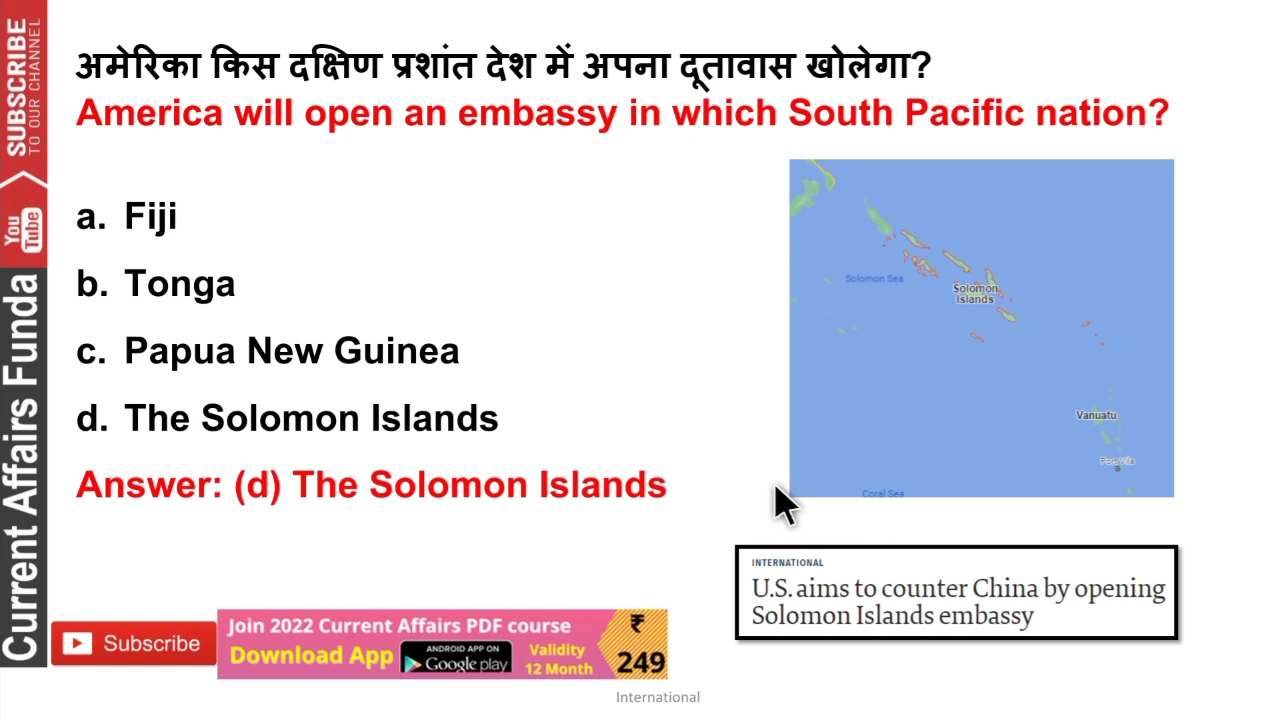 अमेरिका किस दक्षिण प्रशांत देश में अपना दूतावास खोलेगा?
America will open an embassy in which South Pacific nation?
a. Fiji
b. Tonga
c. Papua New Guinea
d. The Solomon Islands
Answer: (d) The Solomon Islands
Solomon Sea
Solomon
Islands
Vanuatu
Port Vila
Coral Sea
INTERNATIONAL
U.S. aims to counter China by opening
Solomon Islands embassy
SUBSCRIBE
TO OUR CHANNEL
You
Tube
Current Affairs Funda
Subscribe
Join 2022 Current Affairs PDF course
Download App
ANDROID APP ON
Google play
Validity
12 Month
₹
249
International